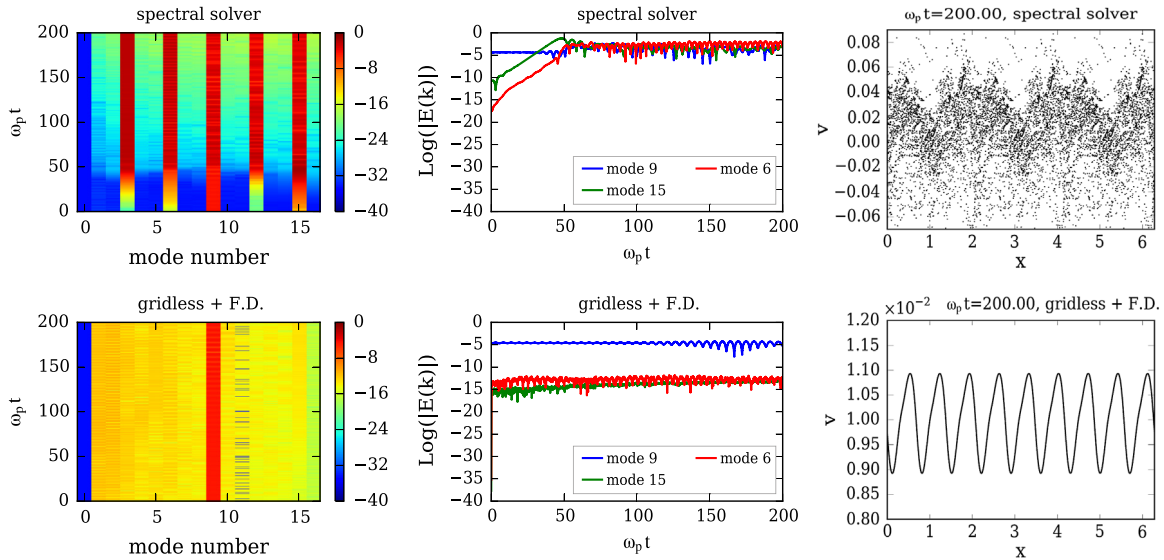 spectral solver
200
150
100
50
0
ω_p t
0 5 10 15
mode number
0
−8
−16
−24
−32
−40
spectral solver
0
−5
−10
−15
−20
−25
−30
−35
−40
Log(|E(k)|)
mode 9 mode 6
mode 15
0 50 100 150 200
ω_p t
ω_p t=200.00, spectral solver
0.08
0.06
0.04
0.02
0.00
−0.02
−0.04
−0.06
v
0 1 2 3 4 5 6
x
gridless + F.D.
200
150
100
50
0
ω_p t
0 5 10 15
mode number
0
−8
−16
−24
−32
−40
gridless + F.D.
0
−5
−10
−15
−20
−25
−30
−35
−40
Log(|E(k)|)
mode 9 mode 6
mode 15
0 50 100 150 200
ω_p t
×10⁻² ω_p t=200.00, gridless + F.D.
1.20
1.10
1.05
1.00
0.95
0.90
0.80
v
0 1 2 3 4 5 6
x